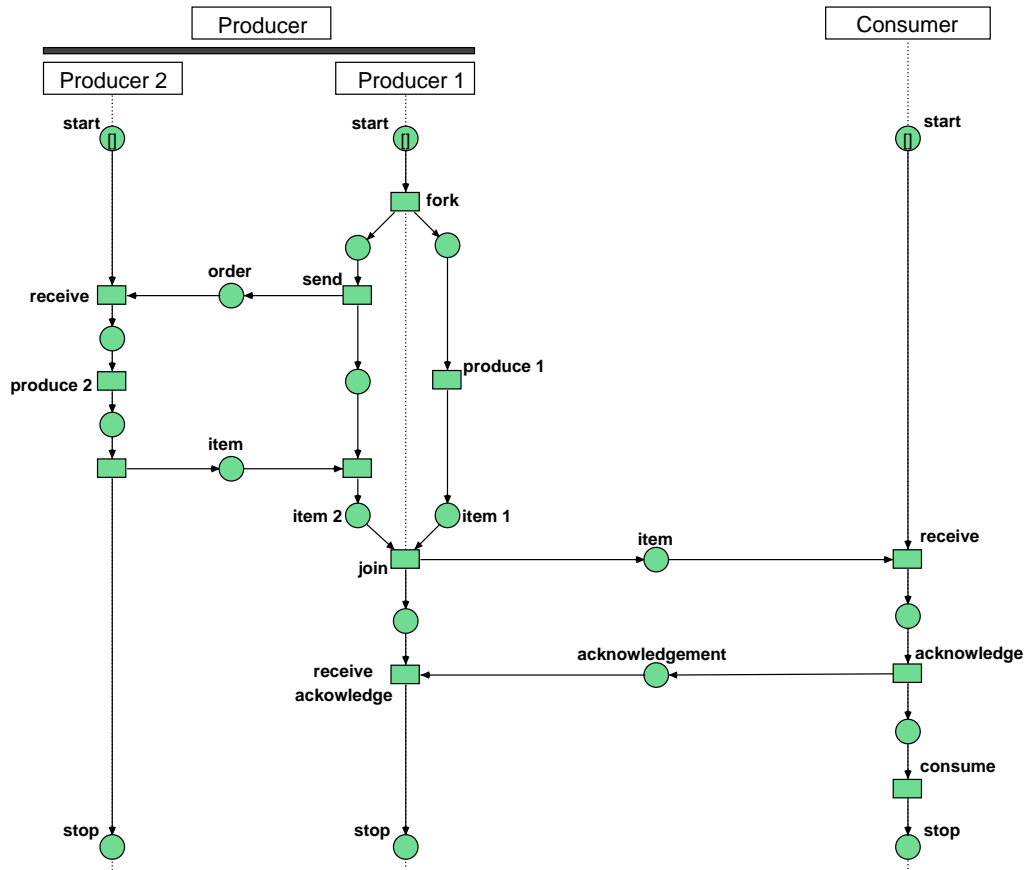 Producer
Consumer
Producer 2
Producer 1
start
start
start
fork
order
send
receive
produce 1
produce 2
item
item 2
item 1
item
receive
join
acknowledgement
acknowledge
receive
ackowledge
consume
stop
stop
stop